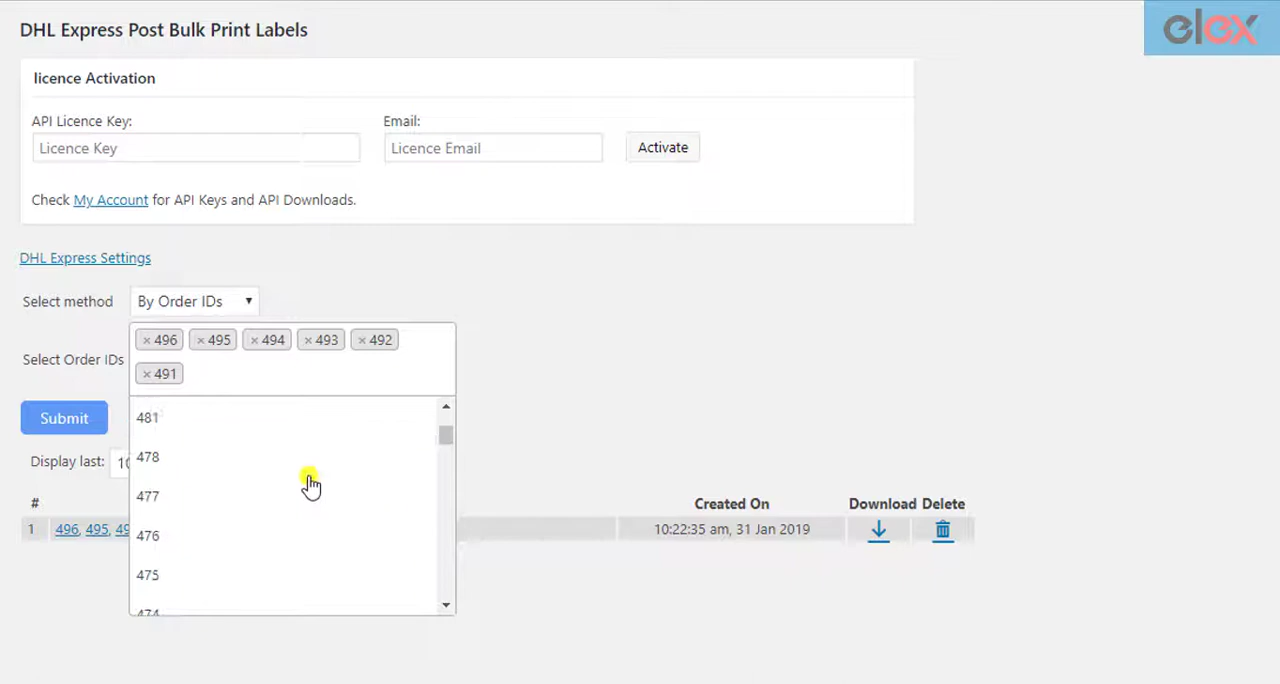 DHL Express Post Bulk Print Labels
elex
licence Activation
API Licence Key:
Email:
Licence Key
Licence Email
Activate
Check My Account for API Keys and API Downloads.
DHL Express Settings
Select method
By Order IDs
× 496 × 495 × 494 × 493 × 492
Select Order IDs
× 491
Submit
481
478
Display last:
477
476
475
474
# Created On Download Delete
1 496, 495, 10:22:35 am, 31 Jan 2019